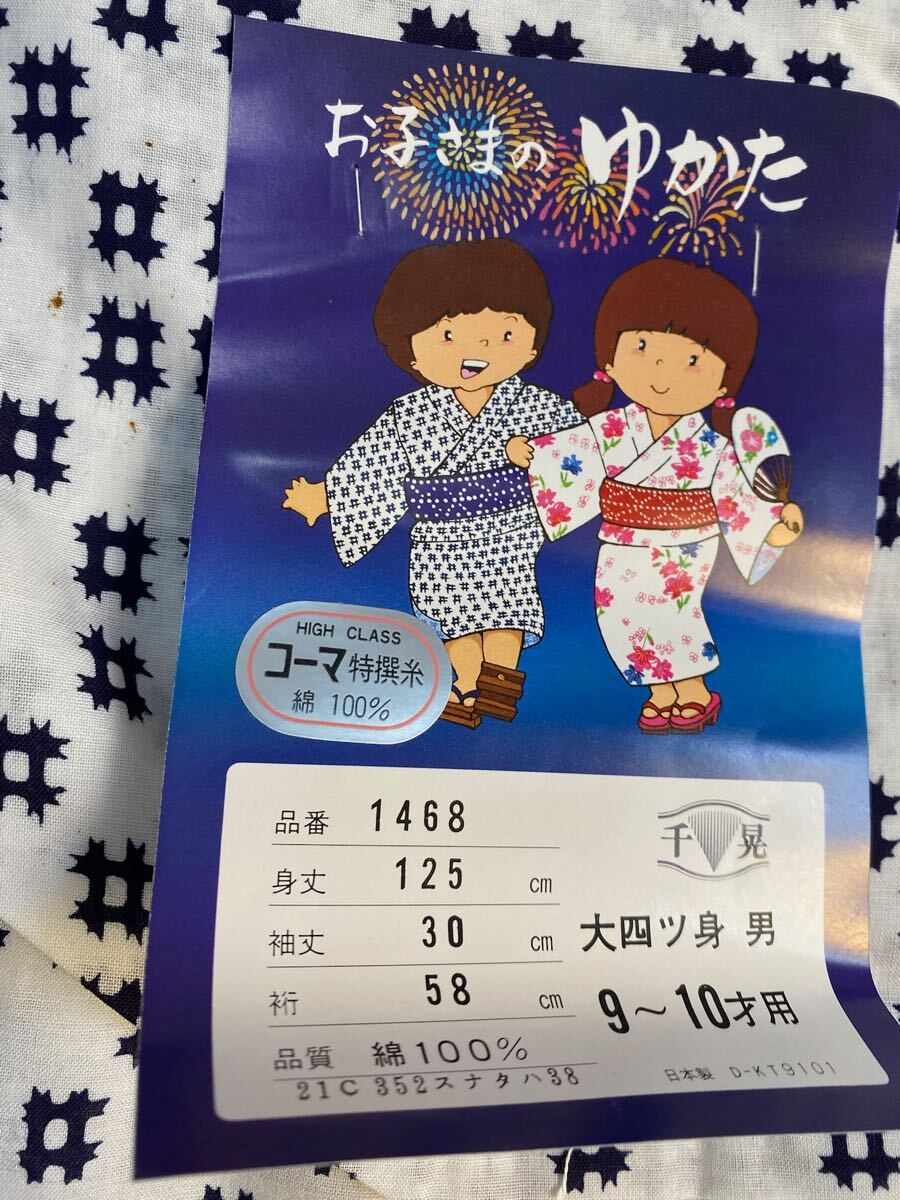 お子さまの ゆかた
HIGH CLASS
コーマ特撰糸
綿 100%
品番 1468
身丈 125 cm
袖丈 30 cm
裄 58 cm
品質 綿100%
21C 352スナタハ38
千晃
大四ツ身 男
9～10才用
日本製 D-KT9101